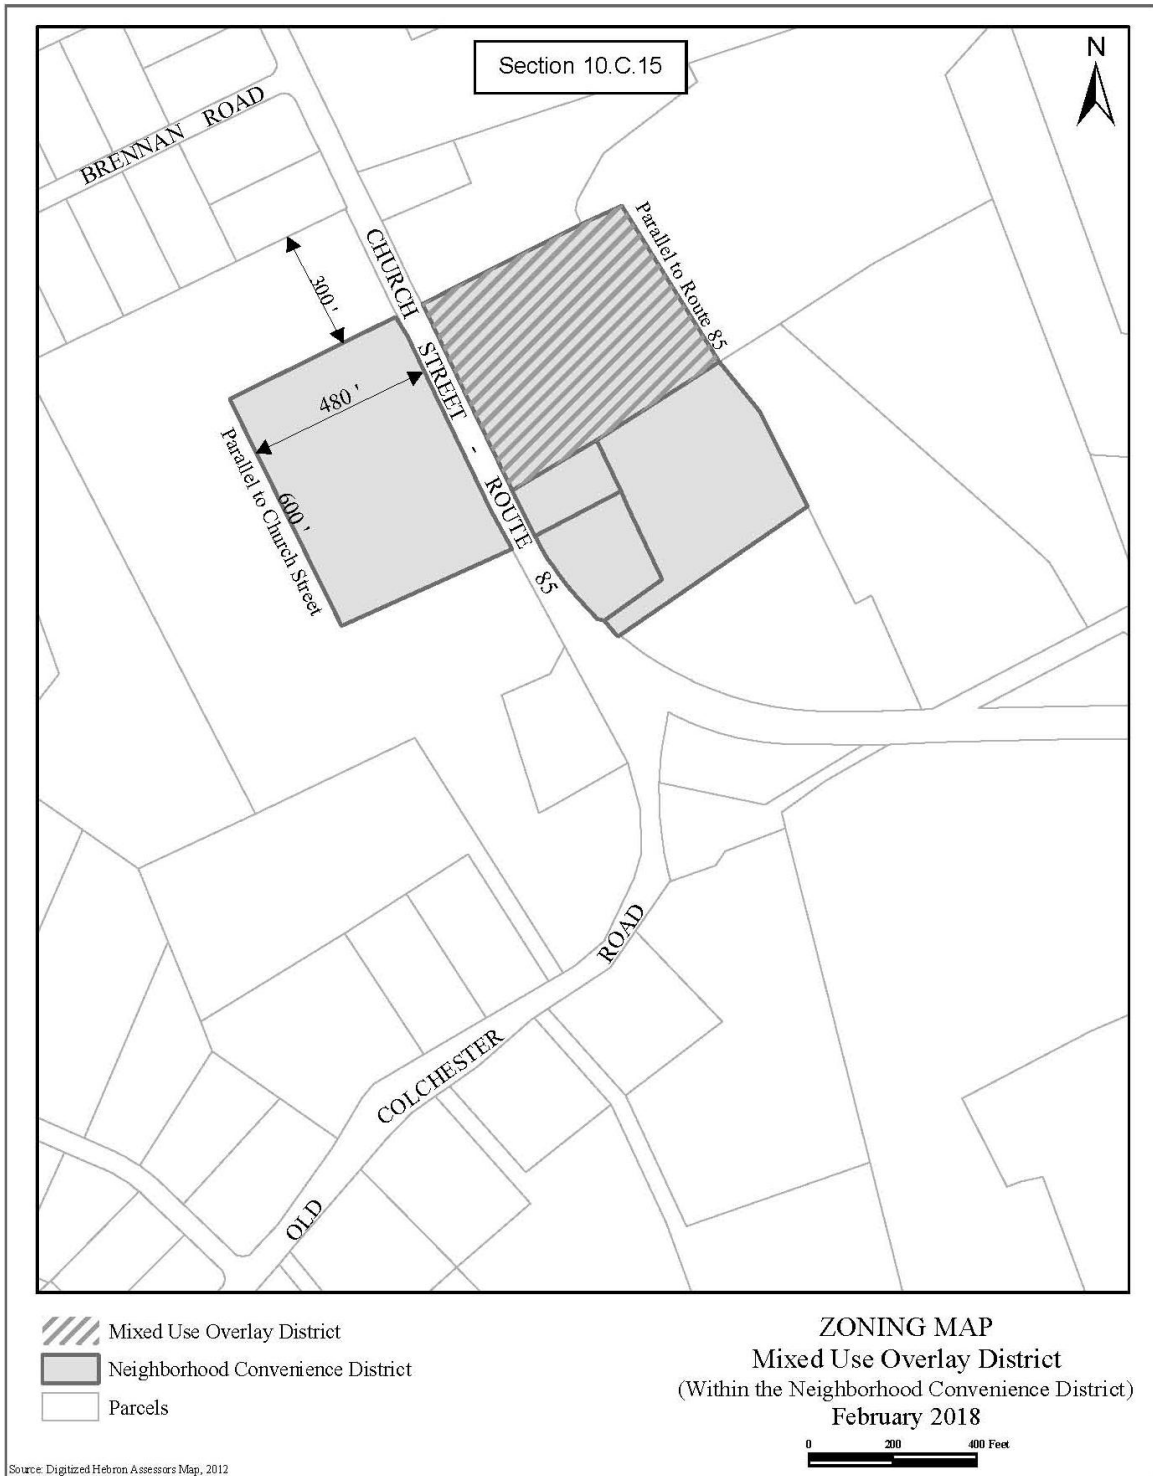 Section 10.C.15
N
BRENNAN ROAD
CHURCH STREET - ROUTE 85
Parallel to Route 85
300'
480'
600'
Parallel to Church Street
OLD COLCHESTER ROAD
Mixed Use Overlay District
Neighborhood Convenience District
Parcels
ZONING MAP
Mixed Use Overlay District
(Within the Neighborhood Convenience District)
February 2018
0 200 400 Feet
Source: Digitized Hebron Assessors Map, 2012